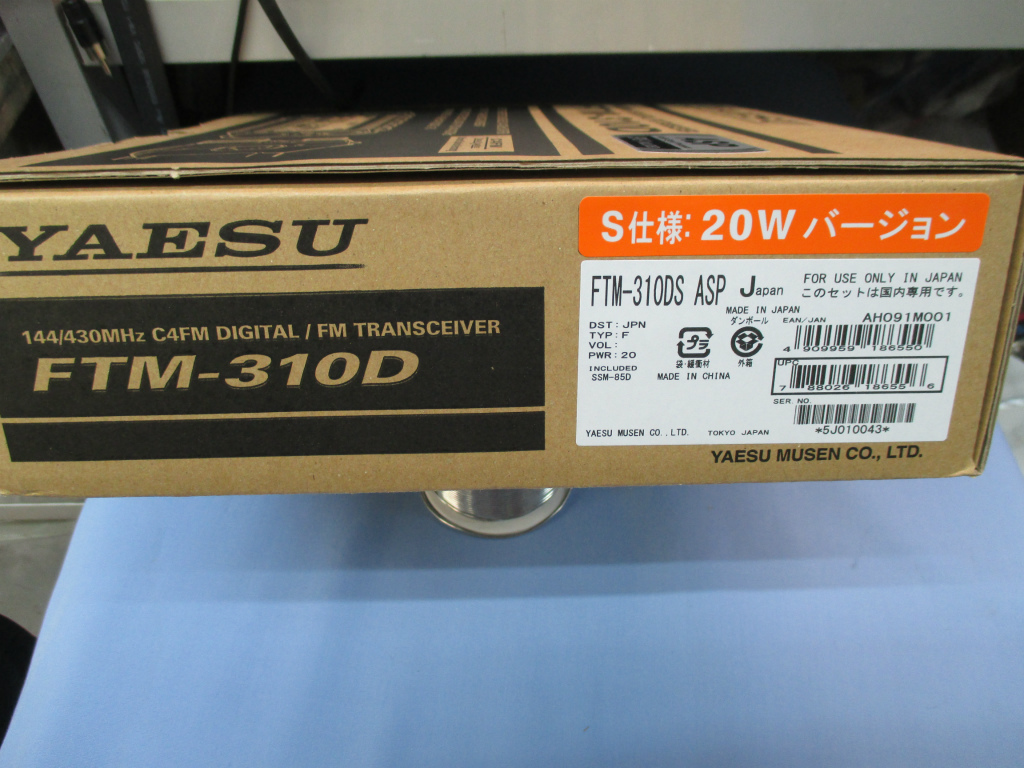 YAESU
144/430MHz C4FM DIGITAL / FM TRANSCEIVER
FTM-310D
S仕様: 20W バージョン
FTM-310DS ASP Japan
FOR USE ONLY IN JAPAN
このセットは国内専用です。
MADE IN JAPAN
DST: JPN
TYP: F
VOL:
PWR: 20
INCLUDED
SSM-85D
プラ
袋・緩衝材
ダンボール
外箱
MADE IN CHINA
EAN/JAN
AH091M001
4 909959 186550
UPC
7 88026 18655 6
SER. NO.
*5J010043*
YAESU MUSEN CO., LTD. TOKYO JAPAN
YAESU MUSEN CO., LTD.